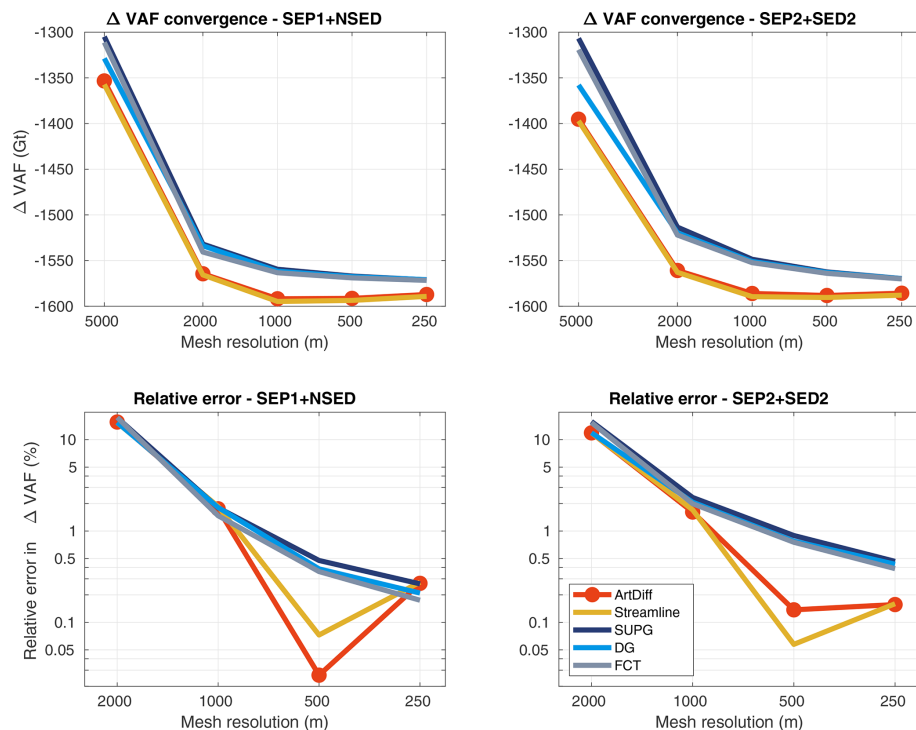 Δ VAF convergence - SEP1+NSED
Δ VAF (Gt)
-1300
-1350
-1400
-1450
-1500
-1550
-1600
5000 2000 1000 500 250
Mesh resolution (m)
Δ VAF convergence - SEP2+SED2
-1300
-1350
-1400
-1450
-1500
-1550
-1600
5000 2000 1000 500 250
Mesh resolution (m)
Relative error - SEP1+NSED
Relative error in Δ VAF (%)
10
5
1
0.5
0.1
0.05
2000 1000 500 250
Mesh resolution (m)
Relative error - SEP2+SED2
10
5
1
0.5
0.1
0.05
ArtDiff
Streamline
SUPG
DG
FCT
2000 1000 500 250
Mesh resolution (m)